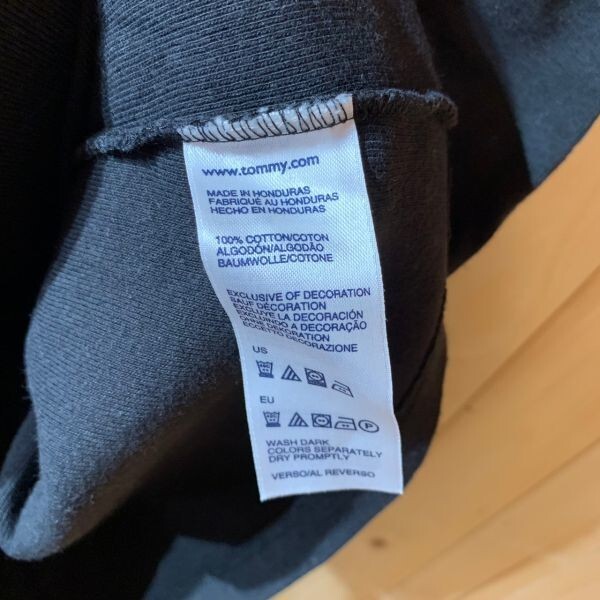 www.tommy.com
MADE IN HONDURAS
FABRIQUÉ AU HONDURAS
HECHO EN HONDURAS
100% COTTON/COTON
ALGODÓN/ALGODÃO
BAUMWOLLE/COTONE
EXCLUSIVE OF DECORATION
SAUF DÉCORATION
EXCLUYE LA DECORACIÓN
EXCLUINDO A DECORAÇÃO
OHNE DEKORATION
ECCETTO DECORAZIONE
US
EU
P
WASH DARK
COLORS SEPARATELY
DRY PROMPTLY
VERSO/AL REVERSO